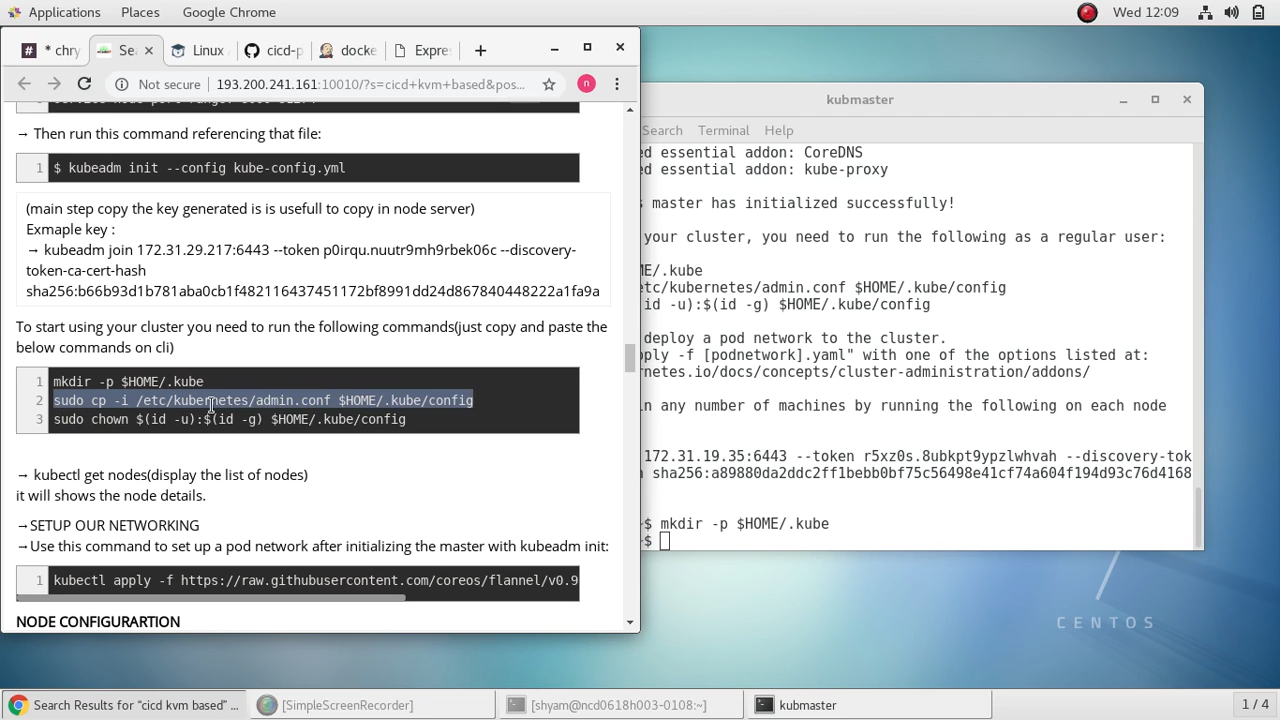 Applications Places Google Chrome Wed 12:09
# * chry Sea × Linux cicd-p docke Expres +
Not secure 193.200.241.161:10010/?s=cicd+kvm+based&pos... n
→ Then run this command referencing that file:
1 $ kubeadm init --config kube-config.yml
(main step copy the key generated is is usefull to copy in node server)
Exmaple key :
→ kubeadm join 172.31.29.217:6443 --token p0irqu.nuutr9mh9rbek06c --discovery-
token-ca-cert-hash
sha256:b66b93d1b781aba0cb1f482116437451172bf8991dd24d867840448222a1fa9a
To start using your cluster you need to run the following commands(just copy and paste the
below commands on cli)
1 mkdir -p $HOME/.kube
2 sudo cp -i /etc/kubernetes/admin.conf $HOME/.kube/config
3 sudo chown $(id -u):$(id -g) $HOME/.kube/config
→ kubectl get nodes(display the list of nodes)
it will shows the node details.
→SETUP OUR NETWORKING
→Use this command to set up a pod network after initializing the master with kubeadm init:
1 kubectl apply -f https://raw.githubusercontent.com/coreos/flannel/v0.9
NODE CONFIGURARTION
kubmaster
Search Terminal Help
ed essential addon: CoreDNS
ed essential addon: kube-proxy
s master has initialized successfully!
your cluster, you need to run the following as a regular user:
ME/.kube
etc/kubernetes/admin.conf $HOME/.kube/config
id -u):$(id -g) $HOME/.kube/config
deploy a pod network to the cluster.
pply -f [podnetwork].yaml" with one of the options listed at:
rnetes.io/docs/concepts/cluster-administration/addons/
in any number of machines by running the following on each node
172.31.19.35:6443 --token r5xz0s.8ubkpt9ypzlwhvah --discovery-tok
n sha256:a89880da2ddc2ff1bebb0bf75c56498e41cf74a604f194d93c76d4168
~$ mkdir -p $HOME/.kube
~$
CENTOS
Search Results for “cicd kvm based” ... [SimpleScreenRecorder] [shyam@ncd0618h003-0108:~] kubmaster 1 / 4